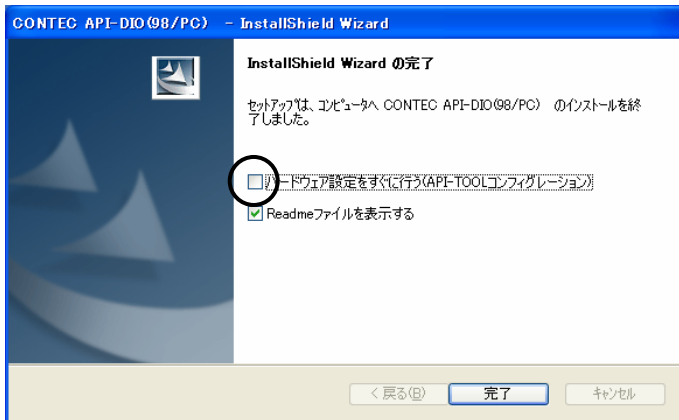 CONTEC API-DIO(98/PC) - InstallShield Wizard
InstallShield Wizard の完了
セットアップは、コンピュータへ CONTEC API-DIO(98/PC) のインストールを終
了しました。
ハードウェア設定をすぐに行う(API-TOOLコンフィグレーション)
Readmeファイルを表示する
< 戻る(B) 完了 キャンセル